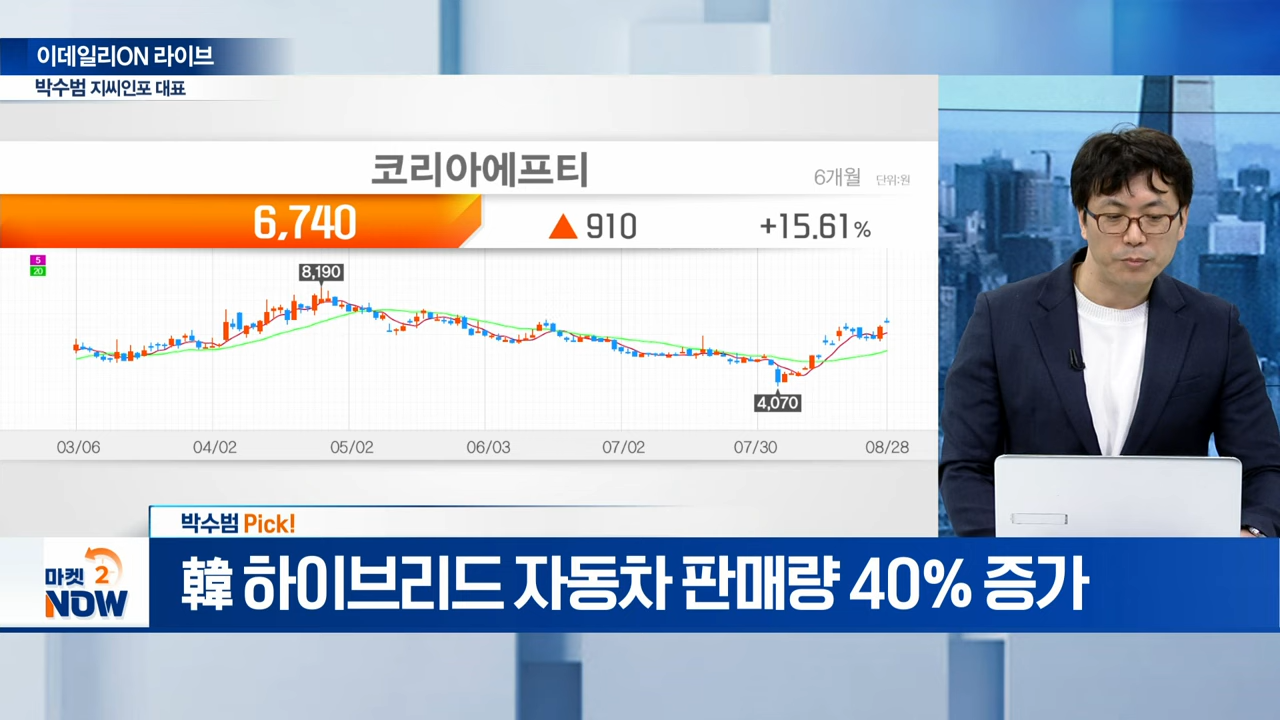 이데일리ON 라이브
박수범 지씨인포 대표
코리아에프티
6개월 단위:원
6,740 ▲ 910 +15.61%
5
20
8,190
4,070
03/06 04/02 05/02 06/03 07/02 07/30 08/28
박수범 Pick!
마켓 2
NOW
韓 하이브리드 자동차 판매량 40% 증가